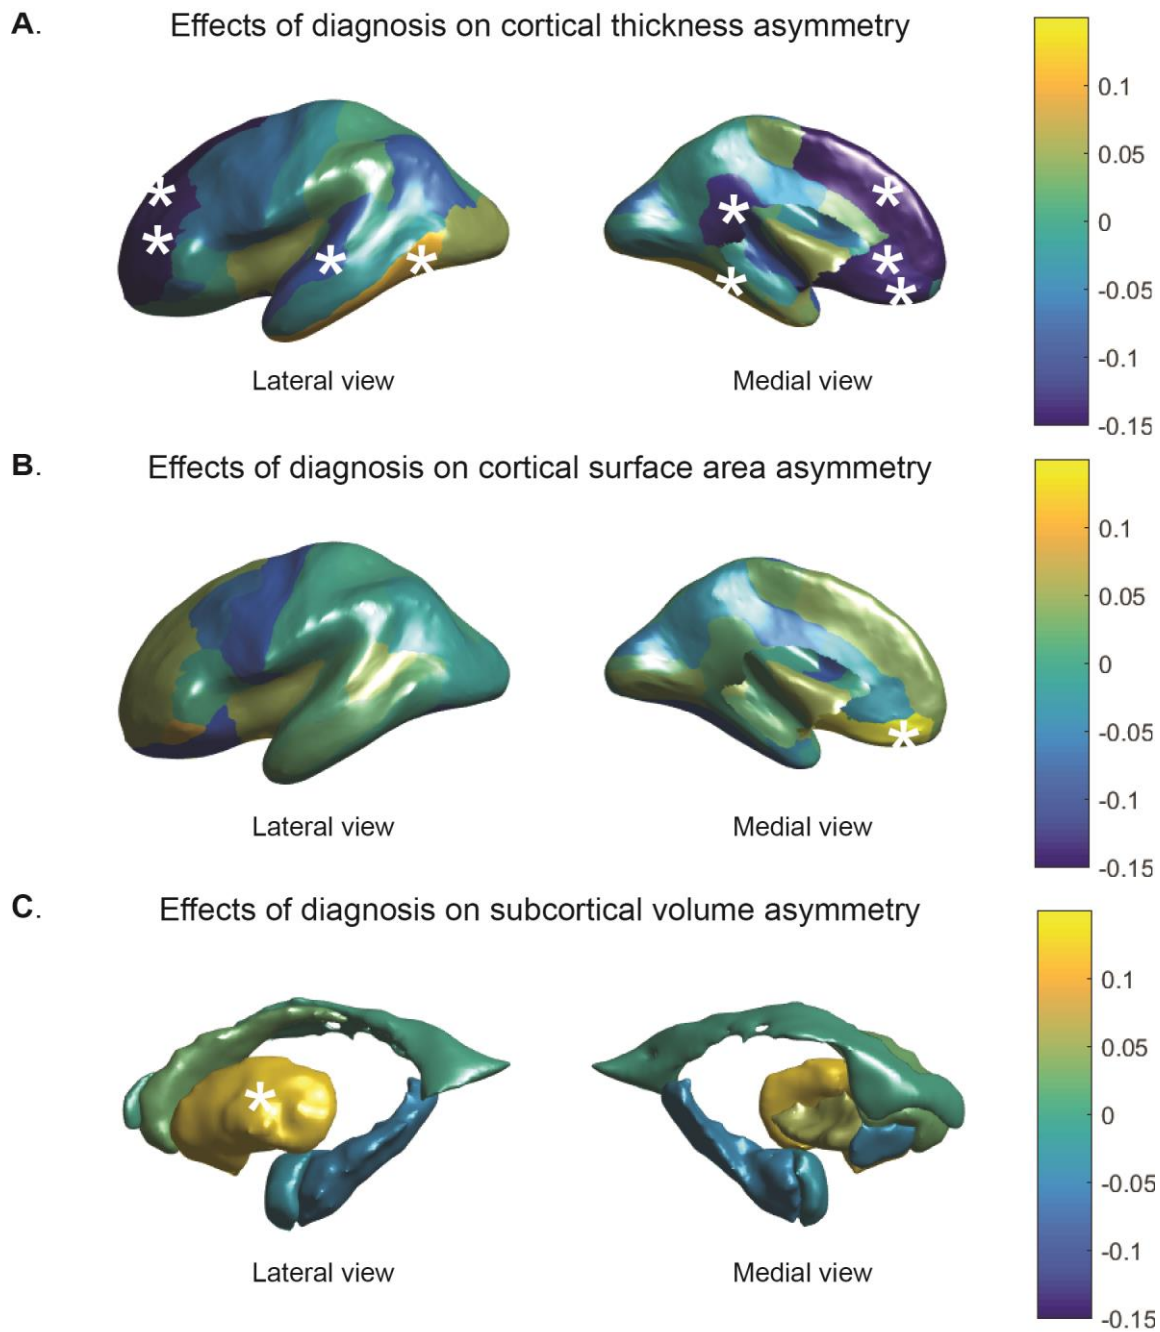 A.
Effects of diagnosis on cortical thickness asymmetry
0.1
0.05
0
-0.05
-0.1
-0.15
Lateral view
Medial view
B.
Effects of diagnosis on cortical surface area asymmetry
0.1
0.05
0
-0.05
-0.1
-0.15
Lateral view
Medial view
C.
Effects of diagnosis on subcortical volume asymmetry
0.1
0.05
0
-0.05
-0.1
-0.15
Lateral view
Medial view